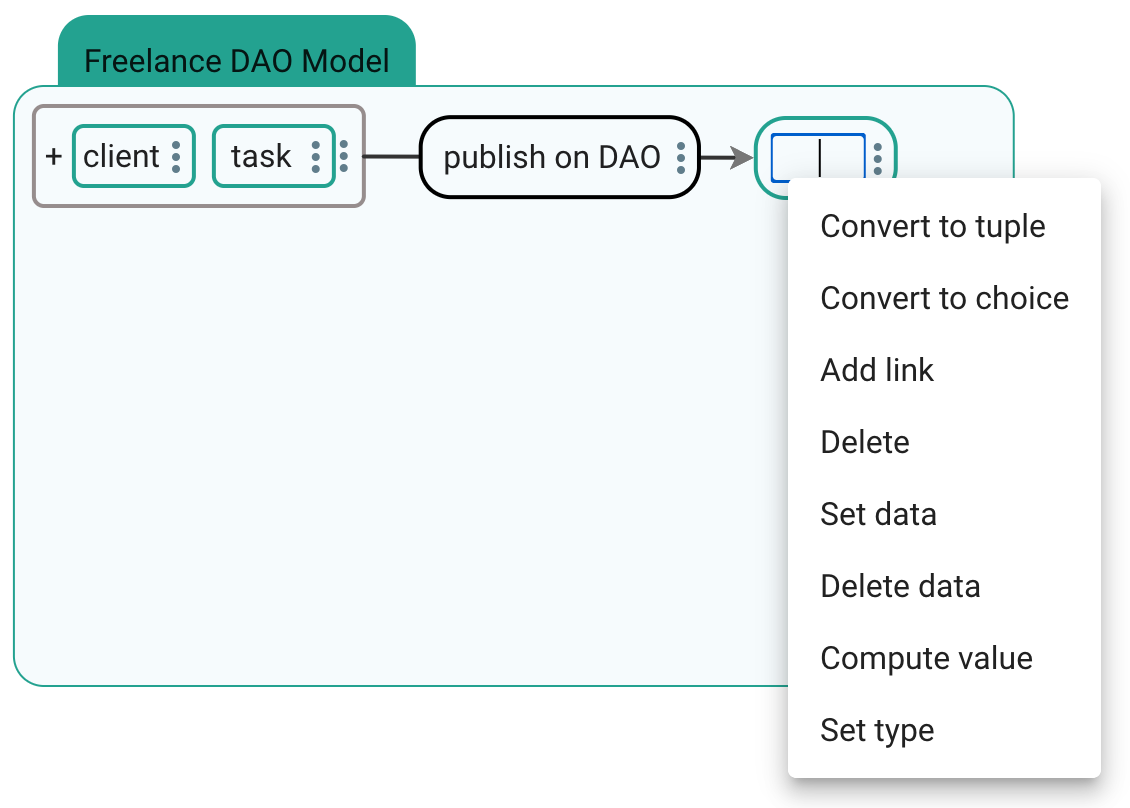 Freelance DAO Model
+ client task publish on DAO
Convert to tuple
Convert to choice
Add link
Delete
Set data
Delete data
Compute value
Set type